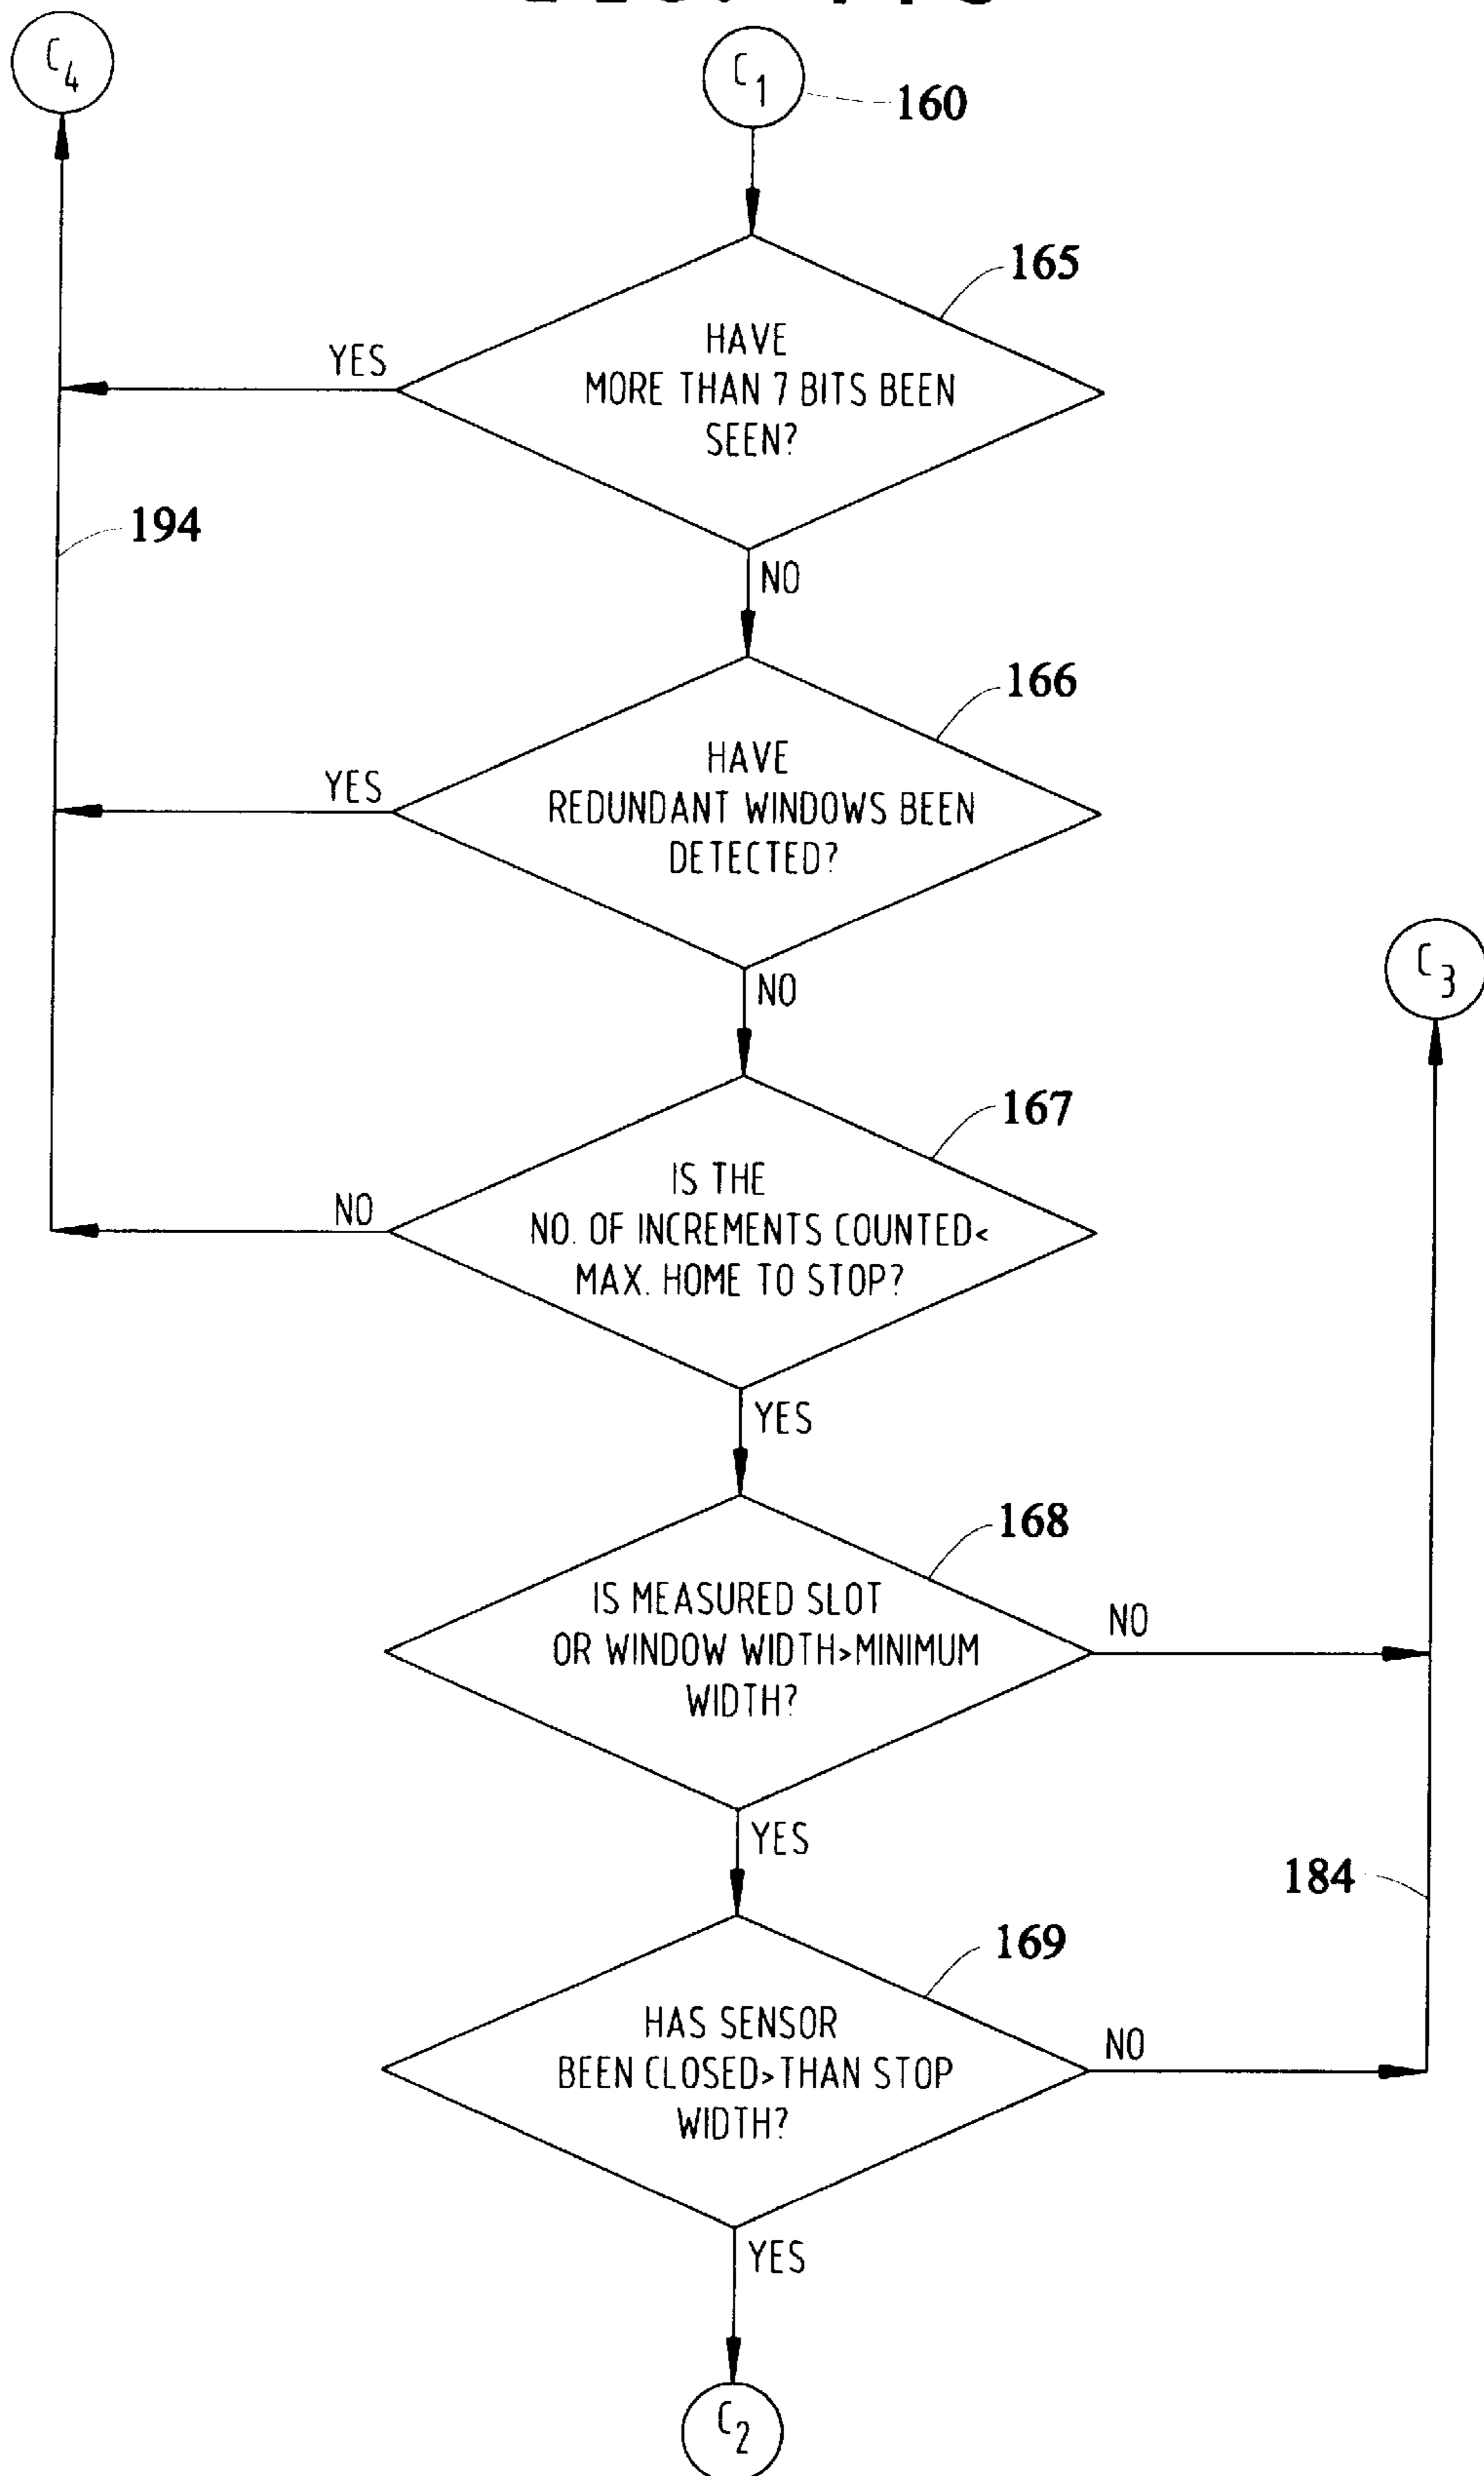 C4
C1
160
165
HAVE
MORE THAN 7 BITS BEEN
SEEN?
YES
194
NO
166
HAVE
REDUNDANT WINDOWS BEEN
DETECTED?
YES
C3
NO
167
IS THE
NO. OF INCREMENTS COUNTED<
MAX. HOME TO STOP?
NO
YES
168
IS MEASURED SLOT
OR WINDOW WIDTH>MINIMUM
WIDTH?
NO
YES
184
169
HAS SENSOR
BEEN CLOSED>THAN STOP
WIDTH?
NO
YES
C2